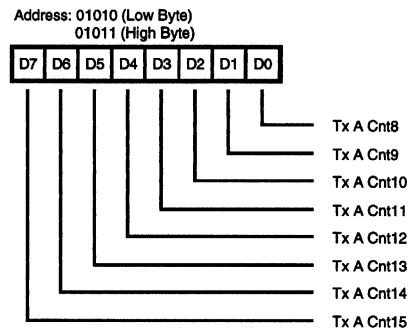 Address: 01010 (Low Byte)
01011 (High Byte)
D7 D6 D5 D4 D3 D2 D1 D0
Tx A Cnt8
Tx A Cnt9
Tx A Cnt10
Tx A Cnt11
Tx A Cnt12
Tx A Cnt13
Tx A Cnt14
Tx A Cnt15